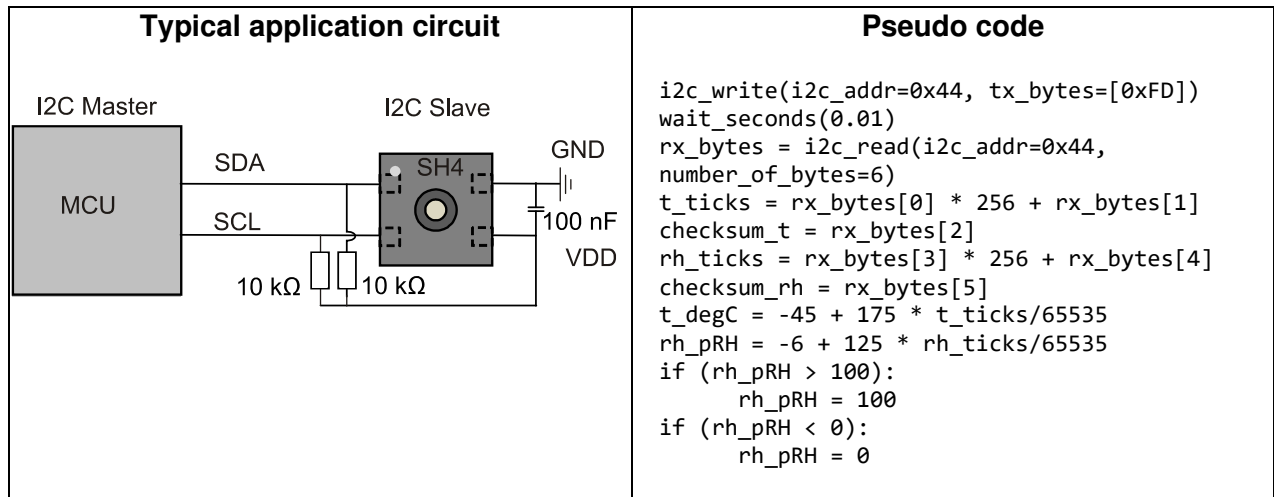 Typical application circuit
I2C Master
I2C Slave
MCU
SDA
SCL
SH4
GND
100 nF
VDD
10 kΩ
10 kΩ
Pseudo code
i2c_write(i2c_addr=0x44, tx_bytes=[0xFD])
wait_seconds(0.01)
rx_bytes = i2c_read(i2c_addr=0x44,
number_of_bytes=6)
t_ticks = rx_bytes[0] * 256 + rx_bytes[1]
checksum_t = rx_bytes[2]
rh_ticks = rx_bytes[3] * 256 + rx_bytes[4]
checksum_rh = rx_bytes[5]
t_degC = -45 + 175 * t_ticks/65535
rh_pRH = -6 + 125 * rh_ticks/65535
if (rh_pRH > 100):
rh_pRH = 100
if (rh_pRH < 0):
rh_pRH = 0